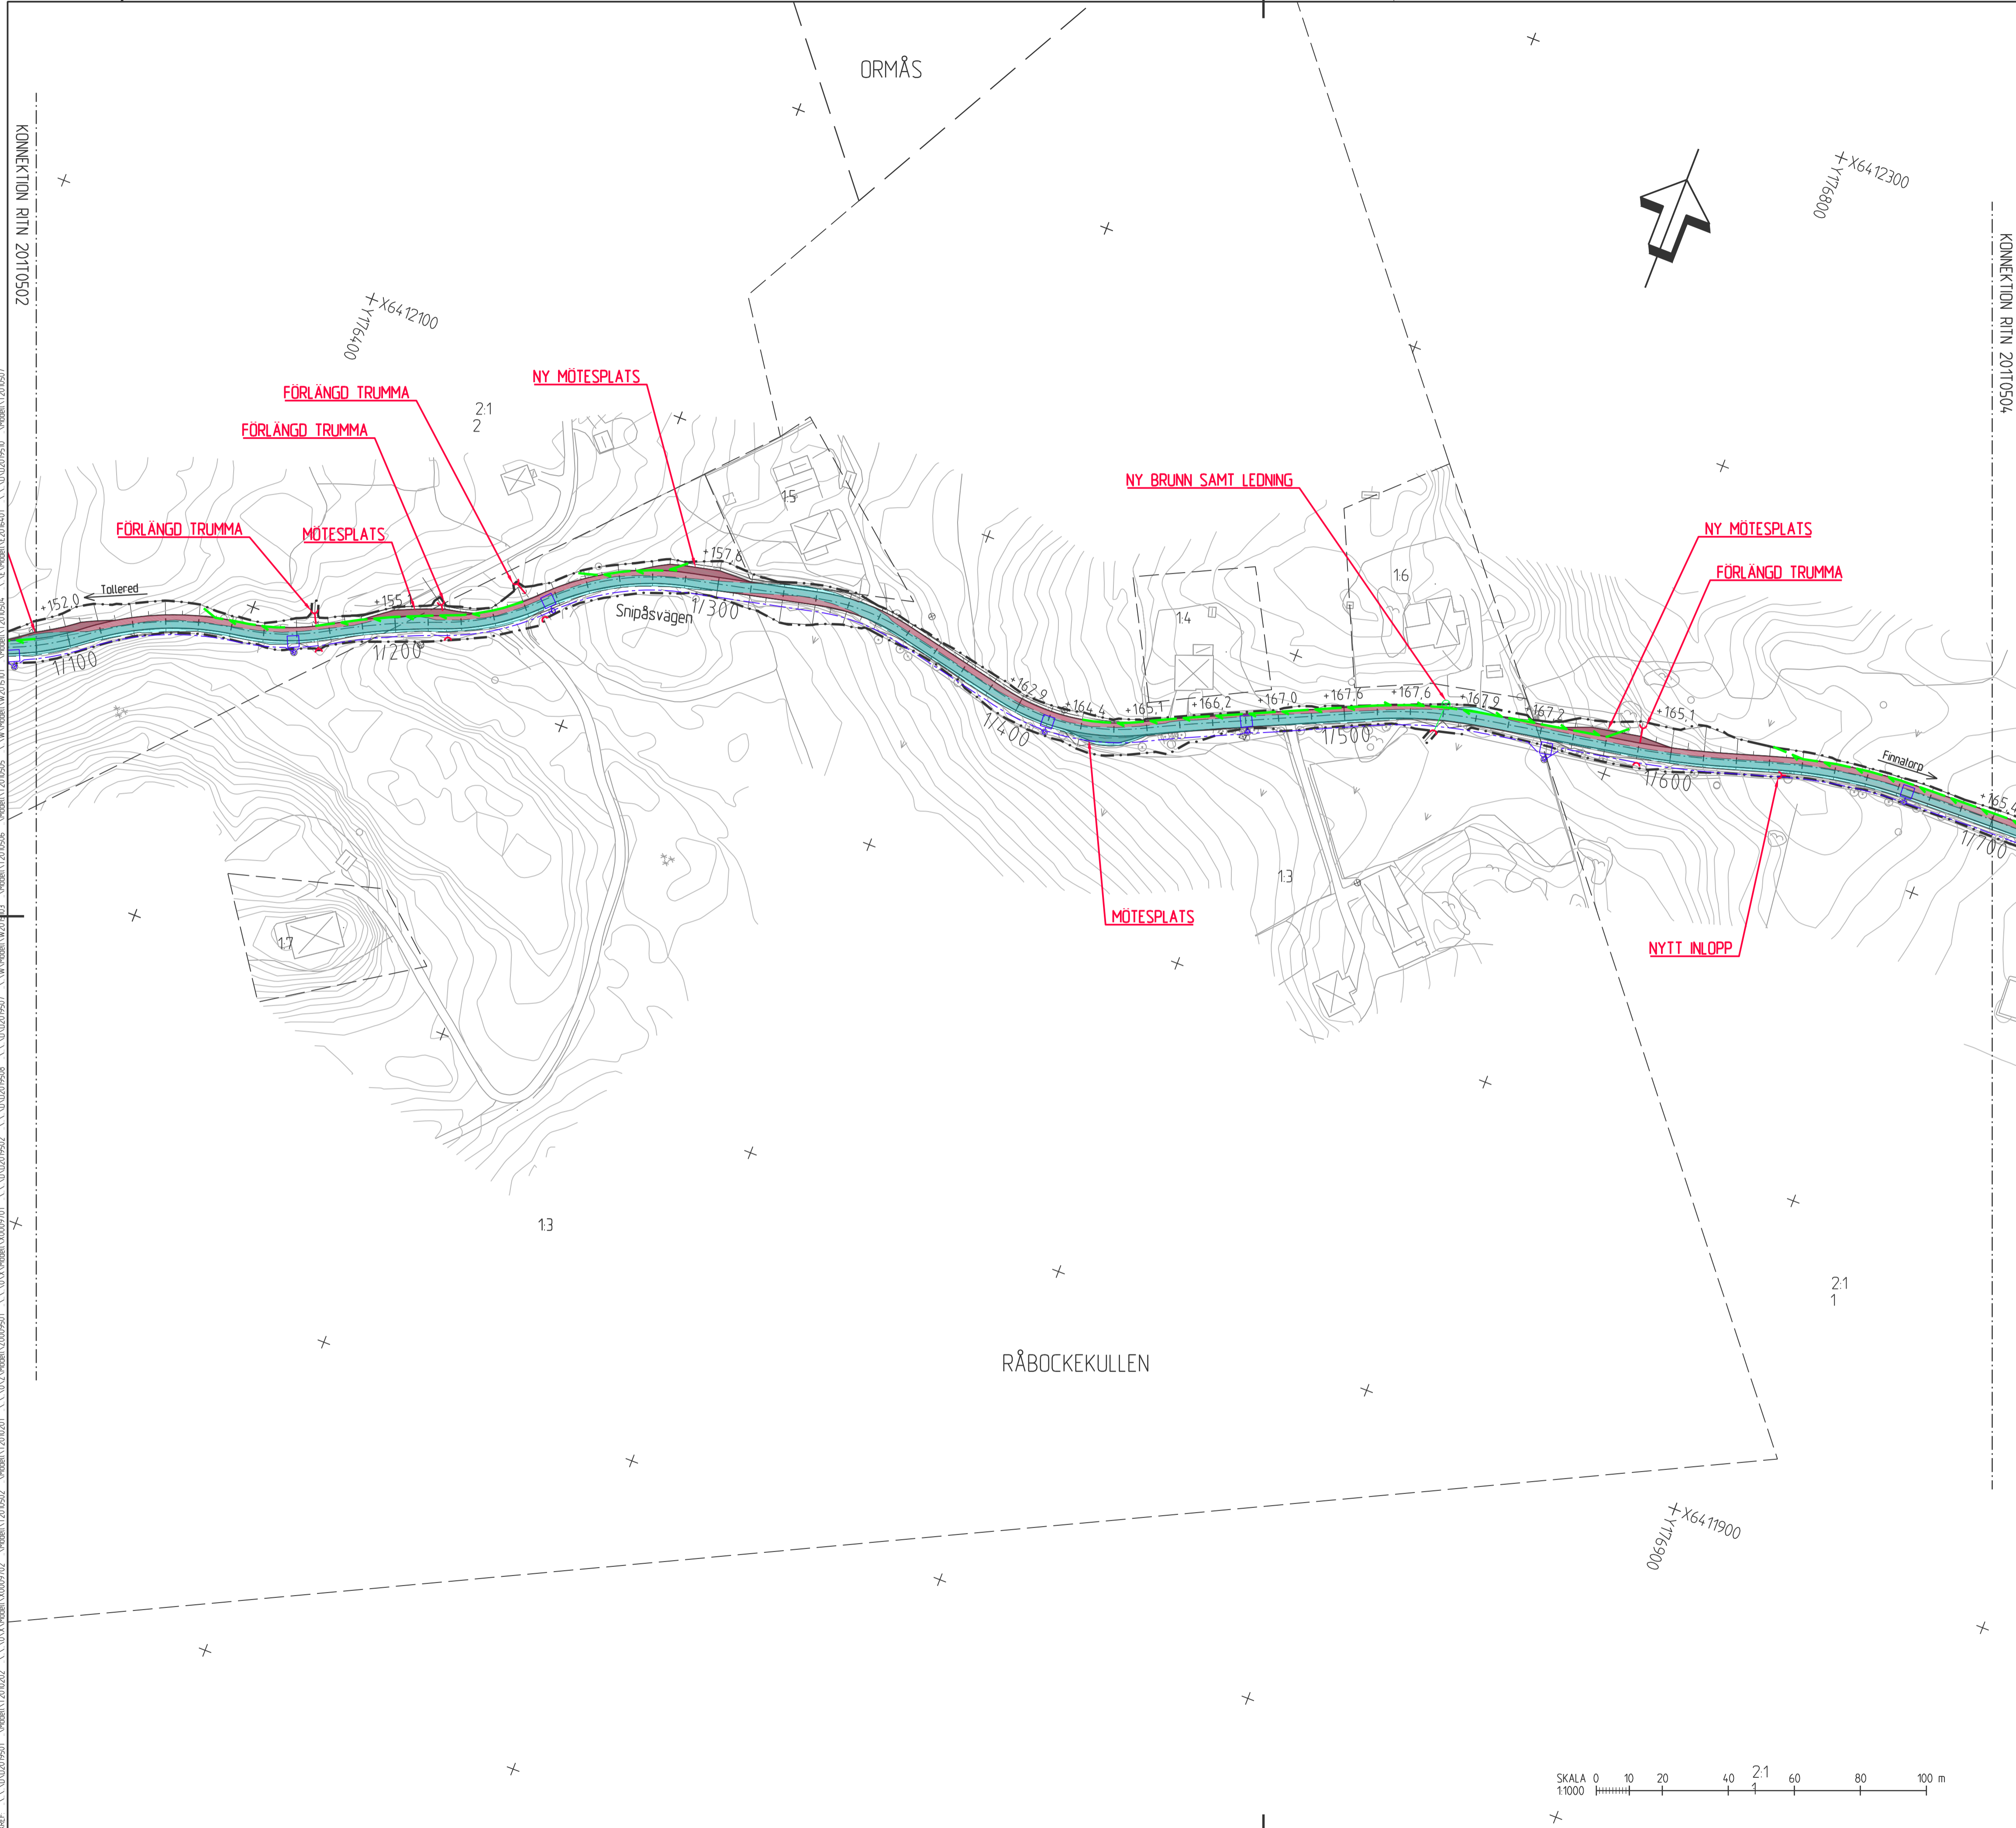 ORMÅS
KONNEKTION RITN 201T0502
KONNEKTION RITN 201T0504
X6412300
Y176800
X6412100
Y176400
NY MÖTESPLATS
FÖRLÄNGD TRUMMA
2:1
2
FÖRLÄNGD TRUMMA
NY BRUNN SAMT LEDNING
1:5
FÖRLÄNGD TRUMMA
MÖTESPLATS
NY MÖTESPLATS
FÖRLÄNGD TRUMMA
+157,6
1:6
Tollered
+152.0
+155.1
Snipåsvägen
1/300
1:4
1/100
1/200
+162.9
+164.4
+165.1
+166,2
+167.0
+167,6
+167,6
+167,2
+167.2
+165,1
1/400
1/500
1/600
Finnatorp
+165.4
1/700
1:3
MÖTESPLATS
1:7
NYTT INLOPP
1:3
2:1
1
RÅBOCKEKULLEN
X6411900
Y176900
SKALA
1:1000
0 10 20 40 60 80 100 m
2:1
1